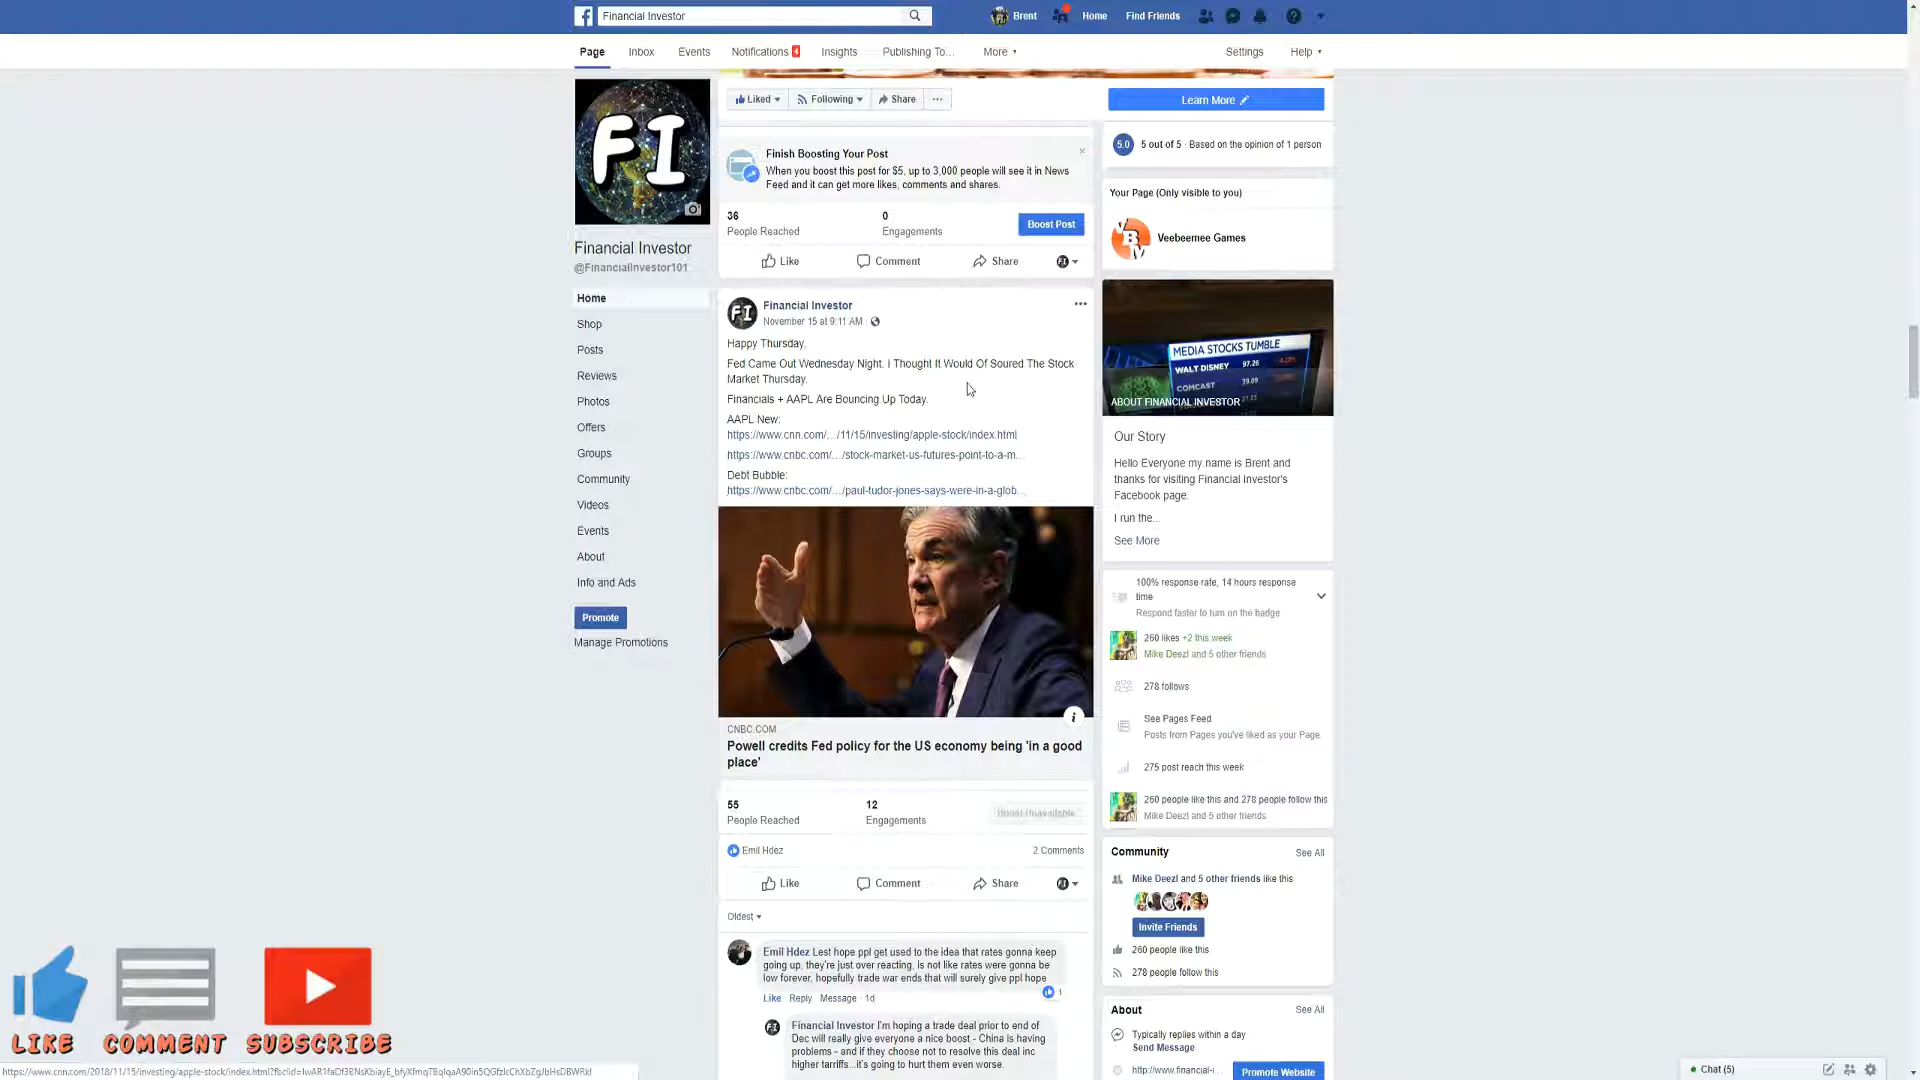 Financial Investor
Brent
Home
Find Friends
Page
Inbox
Events
Notifications 4
Insights
Publishing To...
More
Settings
Help
FI
Liked
Following
Share
Learn More
Finish Boosting Your Post
When you boost this post for $5, up to 3,000 people will see it in News
Feed and it can get more likes, comments and shares.
36
People Reached
0
Engagements
Boost Post
Like
Comment
Share
Financial Investor
@FinancialInvestor101
Home
Shop
Posts
Reviews
Photos
Offers
Groups
Community
Videos
Events
About
Info and Ads
Promote
Manage Promotions
Financial Investor
November 15 at 9:11 AM
Happy Thursday,
Fed Came Out Wednesday Night. I Thought It Would Of Soured The Stock
Market Thursday.
Financials + AAPL Are Bouncing Up Today.
AAPL New:
https://www.cnn.com/.../11/15/investing/apple-stock/index.html
https://www.cnbc.com/.../stock-market-us-futures-point-to-a-m...
Debt Bubble:
https://www.cnbc.com/.../paul-tudor-jones-says-were-in-a-glob...
CNBC.COM
Powell credits Fed policy for the US economy being 'in a good
place'
55
People Reached
12
Engagements
Boost Unavailable
Emil Hdez
2 Comments
Like
Comment
Share
Oldest
Emil Hdez Lest hope ppl get used to the idea that rates gonna keep
going up, they're just over reacting, is not like rates were gonna be
low forever, hopefully trade war ends that will surely give ppl hope
Like Reply Message · 1d
1
Financial Investor I'm hoping a trade deal prior to end of
Dec will really give everyone a nice boost - China is having
problems - and if they choose not to resolve this deal inc
higher tarriffs...it's going to hurt them even worse.
5.0
5 out of 5 · Based on the opinion of 1 person
Your Page (Only visible to you)
VBM
Veebeemee Games
MEDIA STOCKS TUMBLE
WALT DISNEY 97.26
COMCAST 39.09
ABOUT FINANCIAL INVESTOR
Our Story
Hello Everyone my name is Brent and
thanks for visiting Financial Investor's
Facebook page.
I run the...
See More
100% response rate, 14 hours response
time
Respond faster to turn on the badge
260 likes +2 this week
Mike Deezl and 5 other friends
278 follows
See Pages Feed
Posts from Pages you've liked as your Page
275 post reach this week
260 people like this and 278 people follow this
Mike Deezl and 5 other friends
Community
See All
Mike Deezl and 5 other friends like this
Invite Friends
260 people like this
278 people follow this
About
See All
Typically replies within a day
Send Message
http://www.financial-i...
Promote Website
LIKE
COMMENT
SUBSCRIBE
Chat (5)